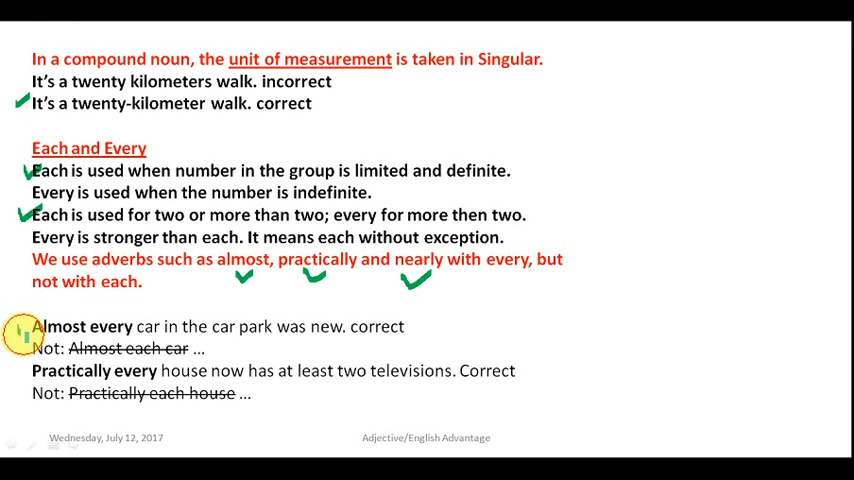 In a compound noun, the unit of measurement is taken in Singular.
It's a twenty kilometers walk. incorrect
It's a twenty-kilometer walk. correct
Each and Every
Each is used when number in the group is limited and definite.
Every is used when the number is indefinite.
Each is used for two or more than two; every for more then two.
Every is stronger than each. It means each without exception.
We use adverbs such as almost, practically and nearly with every, but
not with each.
Almost every car in the car park was new. correct
Not: Almost each car ...
Practically every house now has at least two televisions. Correct
Not: Practically each house ...
Wednesday, July 12, 2017
Adjective/English Advantage